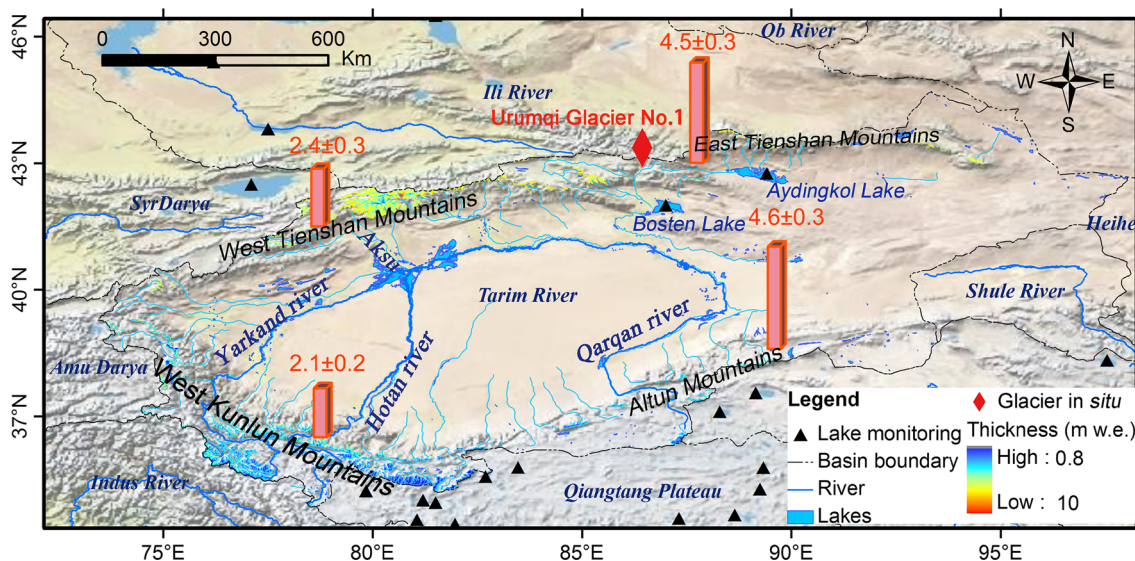 46°N
43°N
40°N
37°N
0 300 600
Km
4.5±0.3
Ob River
N
W E
S
Ili River
Urumqi Glacier No.1
East Tienshan Mountains
2.4±0.3
Aydingkol Lake
SyrDarya
West Tienshan Mountains
Bosten Lake
4.6±0.3
Heihe
Aksu
Tarim River
Shule River
Yarkand river
Qarqan river
Amu Darya
2.1±0.2
Hotan river
Altun Mountains
West Kunlun Mountains
Indus River
Qiangtang Plateau
Legend
Lake monitoring
Basin boundary
River
Lakes
Glacier in situ
Thickness (m w.e.)
High : 0.8
Low : 10
75°E 80°E 85°E 90°E 95°E